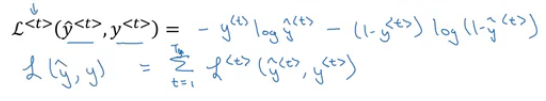 ℒ^{<t>}(ŷ^{<t>}, y^{<t>}) = - y^{(t)} log ŷ^{<t>} - (1-y^{<t>}) log (1-ŷ^{<t>})
ℒ(ŷ, y) = Σ_{t=1}^{T_y} ℒ^{<t>}(ŷ^{<t>}, y^{<t>})